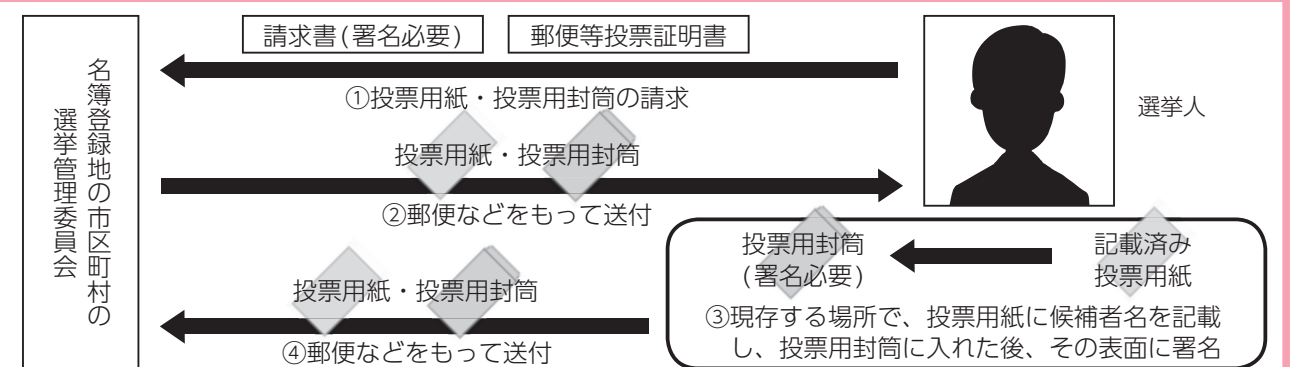 名簿登録地の市区町村の
選挙管理委員会
請求書(署名必要)
郵便等投票証明書
①投票用紙・投票用封筒の請求
選挙人
投票用紙・投票用封筒
②郵便などをもって送付
投票用封筒
(署名必要)
記載済み
投票用紙
③現存する場所で、投票用紙に候補者名を記載
し、投票用封筒に入れた後、その表面に署名
投票用紙・投票用封筒
④郵便などをもって送付